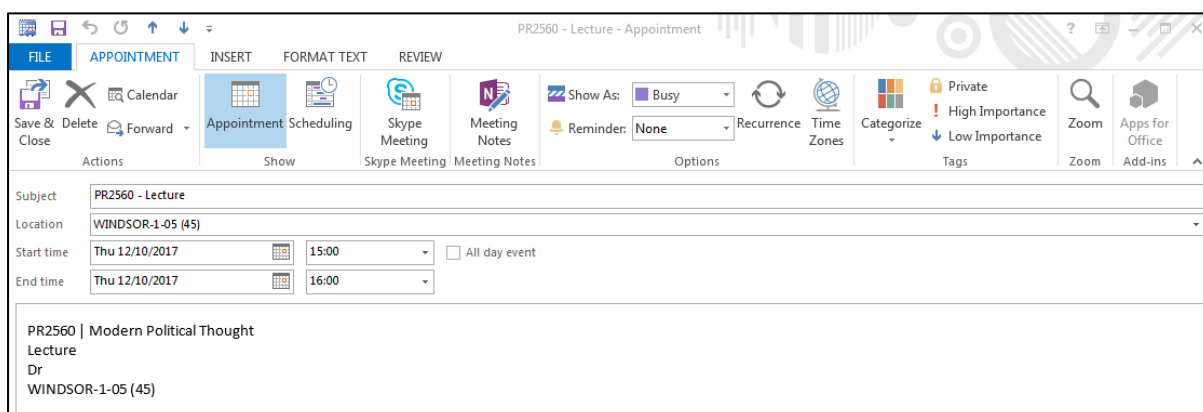 PR2560 - Lecture - Appointment
?
FILE APPOINTMENT INSERT FORMAT TEXT REVIEW
Save & Close
Delete
Calendar
Forward
Actions
Appointment
Scheduling
Show
Skype Meeting
Skype Meeting
Meeting Notes
Meeting Notes
Show As: Busy
Reminder: None
Recurrence
Time Zones
Options
Categorize
Private
High Importance
Low Importance
Tags
Zoom
Zoom
Apps for Office
Add-ins
Subject PR2560 - Lecture
Location WINDSOR-1-05 (45)
Start time Thu 12/10/2017 15:00 All day event
End time Thu 12/10/2017 16:00
PR2560 | Modern Political Thought
Lecture
Dr
WINDSOR-1-05 (45)